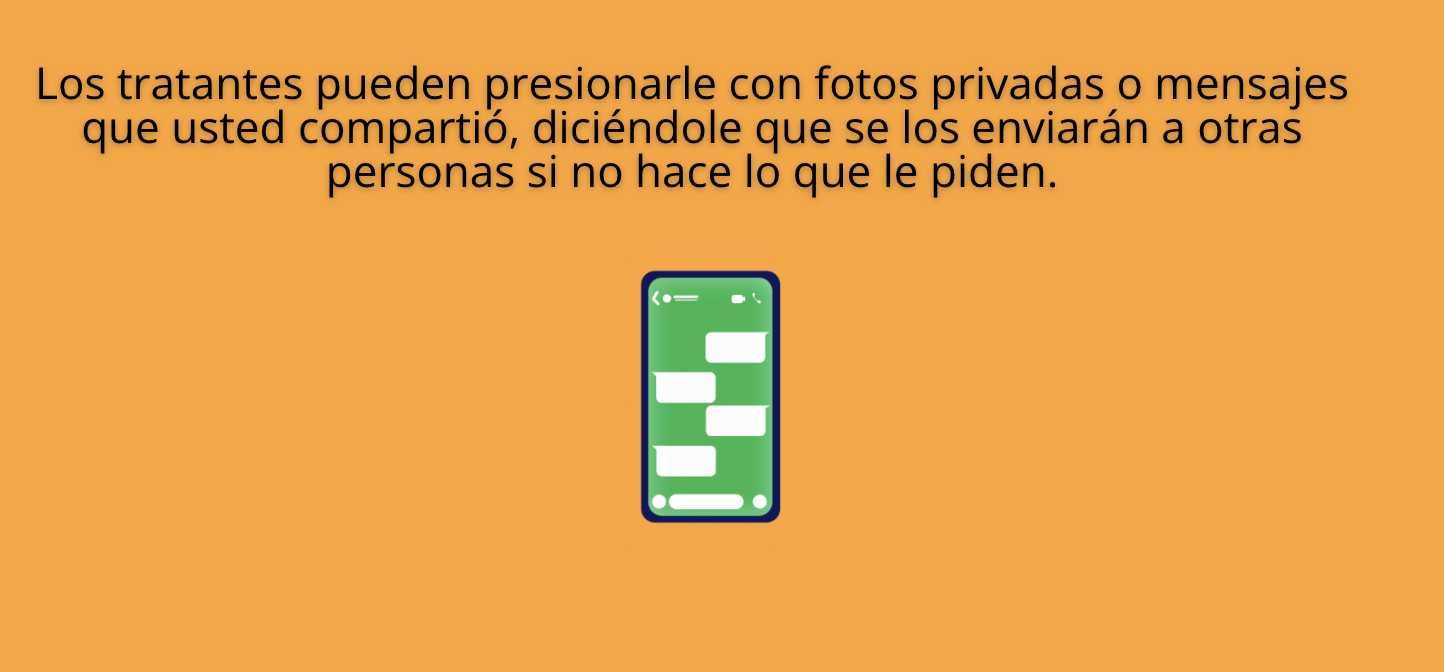 Los tratantes pueden presionarle con fotos privadas o mensajes
que usted compartió, diciéndole que se los enviarán a otras
personas si no hace lo que le piden.